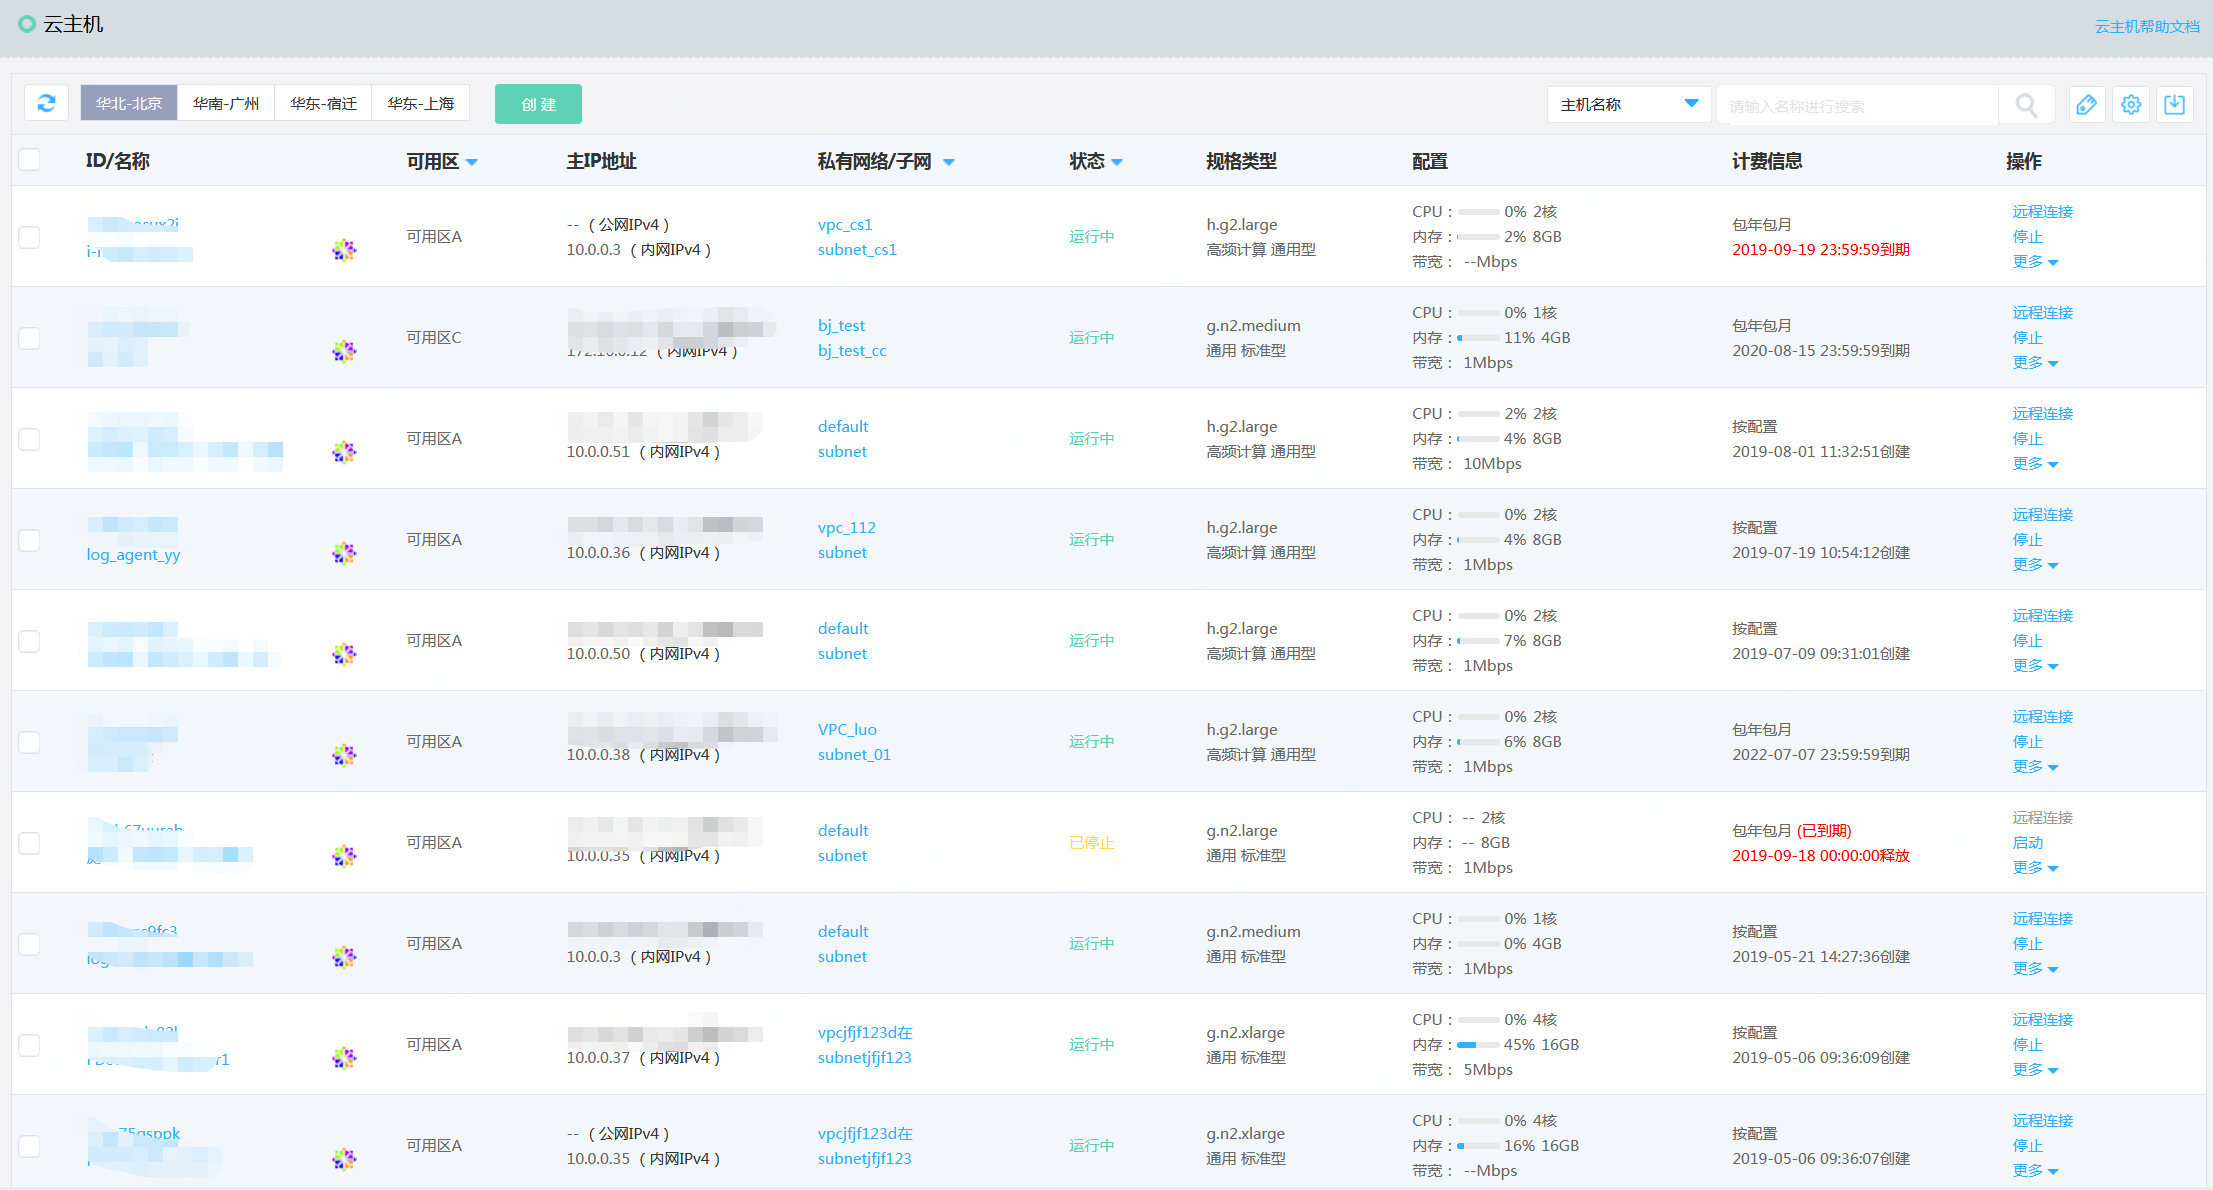 云主机
云主机帮助文档
华北-北京 华南-广州 华东-宿迁 华东-上海 创 建 主机名称 请输入名称进行搜索
ID/名称 可用区 主IP地址 私有网络/子网 状态 规格类型 配置 计费信息 操作
可用区A
-- ( 公网IPv4 )
10.0.0.3 ( 内网IPv4 )
vpc_cs1
subnet_cs1
运行中
h.g2.large
高频计算 通用型
CPU : 0% 2核
内存 : 2% 8GB
带宽 : --Mbps
包年包月
2019-09-19 23:59:59到期
远程连接
停止
更多
可用区C
172.16.0.12 ( 内网IPv4 )
bj_test
bj_test_cc
运行中
g.n2.medium
通用 标准型
CPU : 0% 1核
内存 : 11% 4GB
带宽 : 1Mbps
包年包月
2020-08-15 23:59:59到期
远程连接
停止
更多
可用区A
10.0.0.51 ( 内网IPv4 )
default
subnet
运行中
h.g2.large
高频计算 通用型
CPU : 2% 2核
内存 : 4% 8GB
带宽 : 10Mbps
按配置
2019-08-01 11:32:51创建
远程连接
停止
更多
log_agent_yy
可用区A
10.0.0.36 ( 内网IPv4 )
vpc_112
subnet
运行中
h.g2.large
高频计算 通用型
CPU : 0% 2核
内存 : 4% 8GB
带宽 : 1Mbps
按配置
2019-07-19 10:54:12创建
远程连接
停止
更多
可用区A
10.0.0.50 ( 内网IPv4 )
default
subnet
运行中
h.g2.large
高频计算 通用型
CPU : 0% 2核
内存 : 7% 8GB
带宽 : 1Mbps
按配置
2019-07-09 09:31:01创建
远程连接
停止
更多
可用区A
10.0.0.38 ( 内网IPv4 )
VPC_luo
subnet_01
运行中
h.g2.large
高频计算 通用型
CPU : 0% 2核
内存 : 6% 8GB
带宽 : 1Mbps
包年包月
2022-07-07 23:59:59到期
远程连接
停止
更多
可用区A
10.0.0.35 ( 内网IPv4 )
default
subnet
已停止
g.n2.large
通用 标准型
CPU : -- 2核
内存 : -- 8GB
带宽 : 1Mbps
包年包月 (已到期)
2019-09-18 00:00:00释放
远程连接
启动
更多
可用区A
10.0.0.3 ( 内网IPv4 )
default
subnet
运行中
g.n2.medium
通用 标准型
CPU : 0% 1核
内存 : 0% 4GB
带宽 : 1Mbps
按配置
2019-05-21 14:27:36创建
远程连接
停止
更多
可用区A
10.0.0.37 ( 内网IPv4 )
vpcjfjf123d在
subnetjfjf123
运行中
g.n2.xlarge
通用 标准型
CPU : 0% 4核
内存 : 45% 16GB
带宽 : 5Mbps
按配置
2019-05-06 09:36:09创建
远程连接
停止
更多
可用区A
-- ( 公网IPv4 )
10.0.0.35 ( 内网IPv4 )
vpcjfjf123d在
subnetjfjf123
运行中
g.n2.xlarge
通用 标准型
CPU : 0% 4核
内存 : 16% 16GB
带宽 : --Mbps
按配置
2019-05-06 09:36:07创建
远程连接
停止
更多